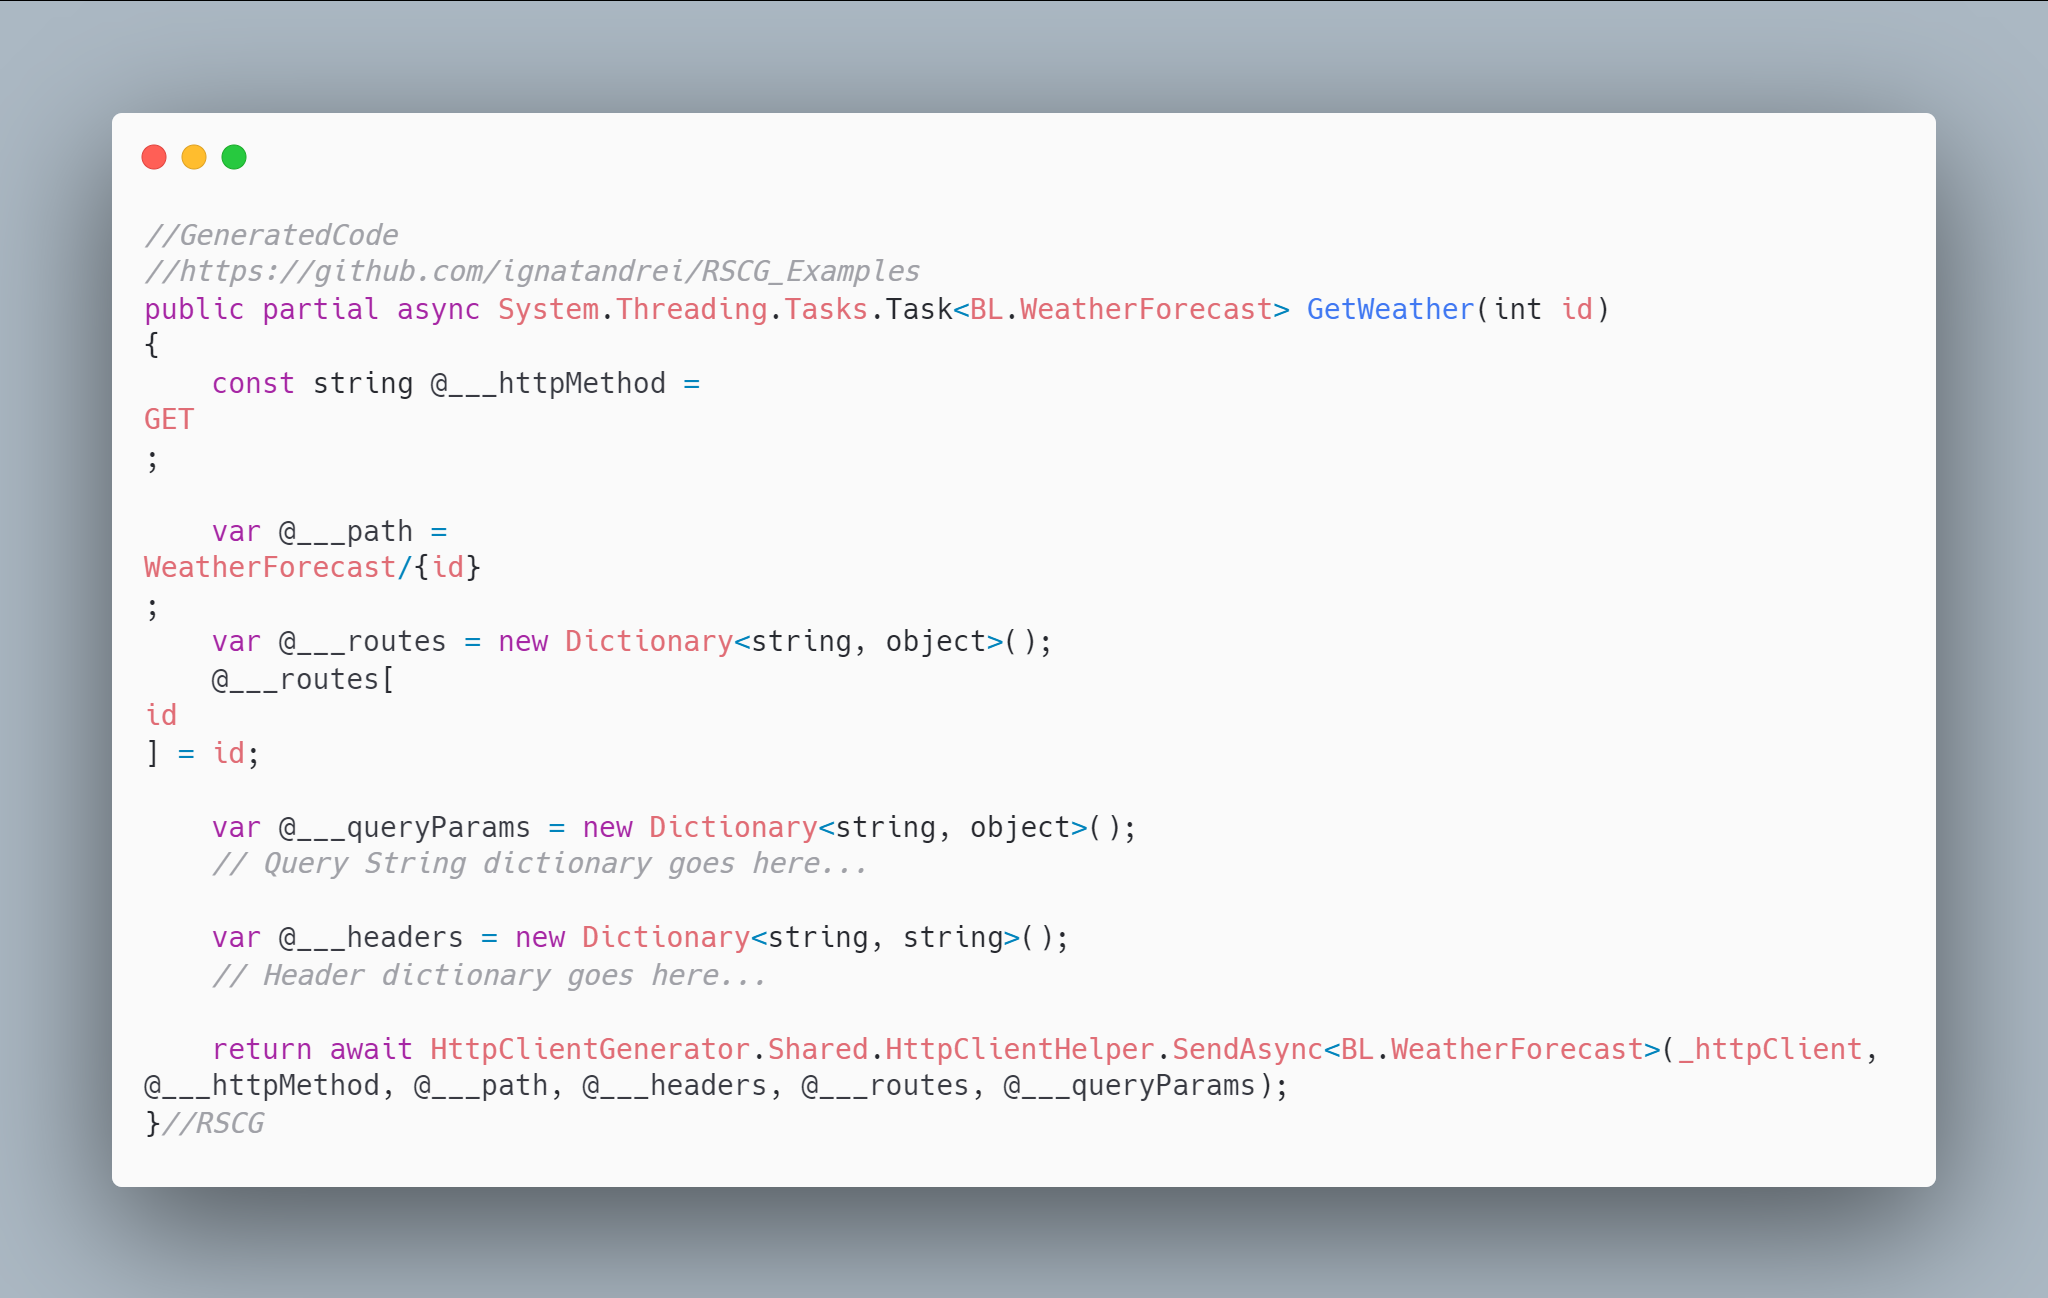 //GeneratedCode
//https://github.com/ignatandrei/RSCG_Examples
public partial async System.Threading.Tasks.Task<BL.WeatherForecast> GetWeather(int id)
{
    const string @___httpMethod =
GET
;
    var @___path =
WeatherForecast/{id}
;
    var @___routes = new Dictionary<string, object>();
    @___routes[
id
] = id;
    var @___queryParams = new Dictionary<string, object>();
    // Query String dictionary goes here...
    var @___headers = new Dictionary<string, string>();
    // Header dictionary goes here...
    return await HttpClientGenerator.Shared.HttpClientHelper.SendAsync<BL.WeatherForecast>(_httpClient,
@___httpMethod, @___path, @___headers, @___routes, @___queryParams);
}//RSCG